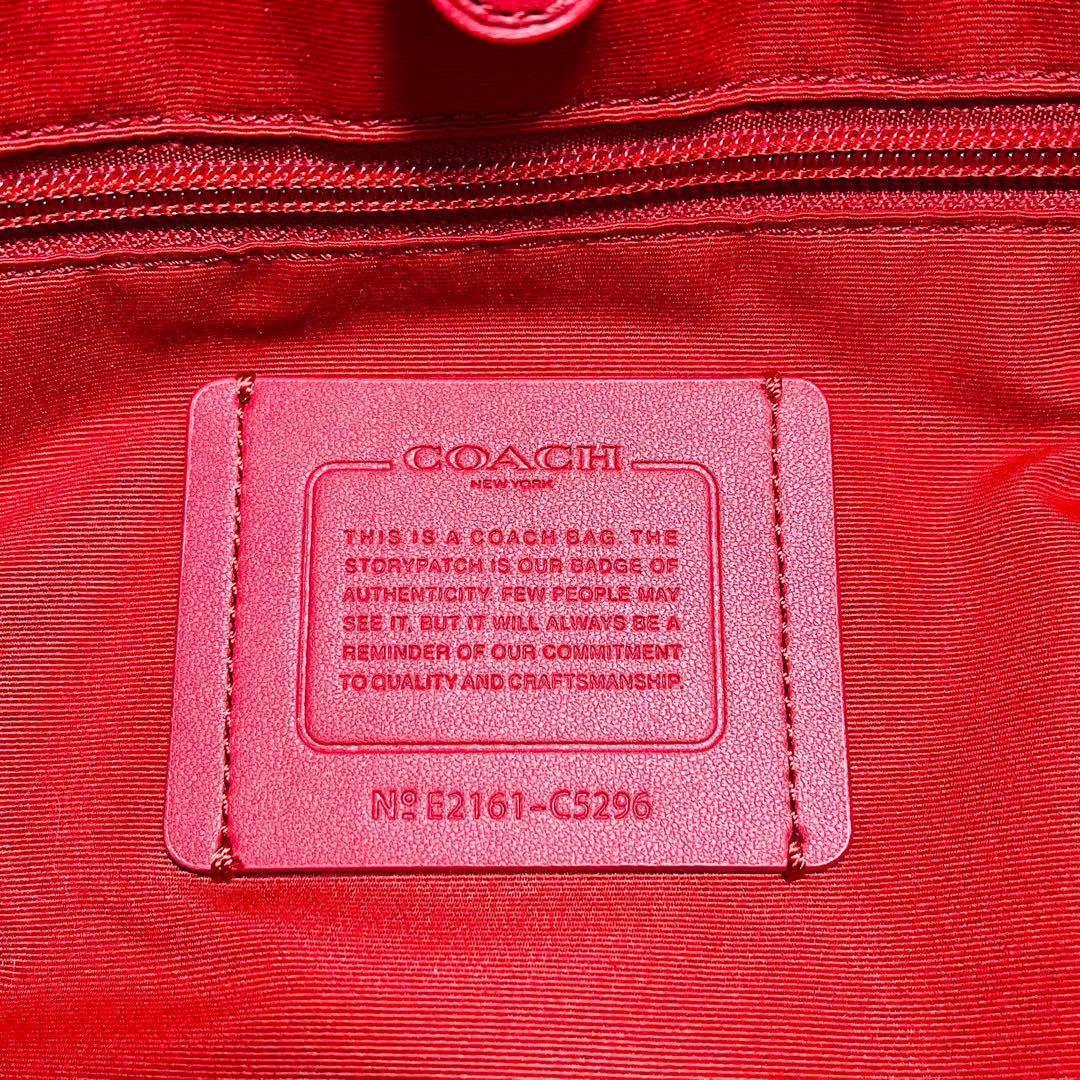 COACH
NEW YORK
THIS IS A COACH BAG. THE
STORYPATCH IS OUR BADGE OF
AUTHENTICITY. FEW PEOPLE MAY
SEE IT, BUT IT WILL ALWAYS BE A
REMINDER OF OUR COMMITMENT
TO QUALITY AND CRAFTSMANSHIP.
Nº E2161-C5296